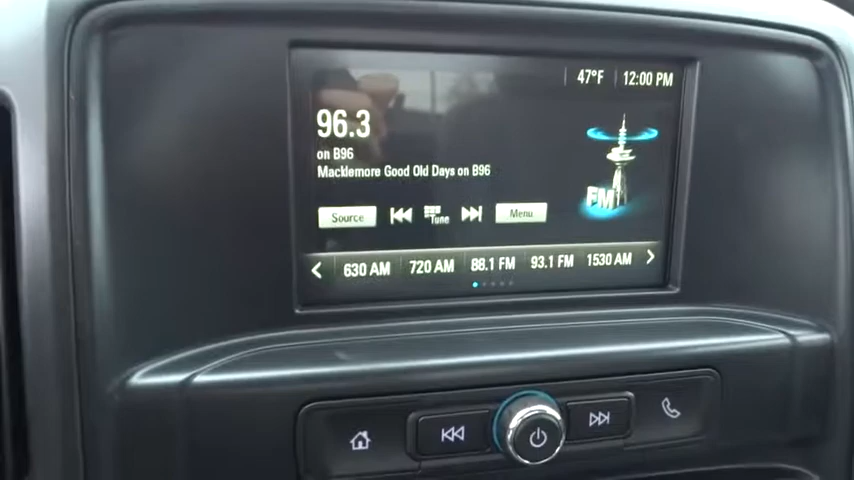 47°F 12:00 PM
96.3
on B96
Macklemore Good Old Days on B96
FM
Source Tune Menu
630 AM 720 AM 88.1 FM 93.1 FM 1530 AM